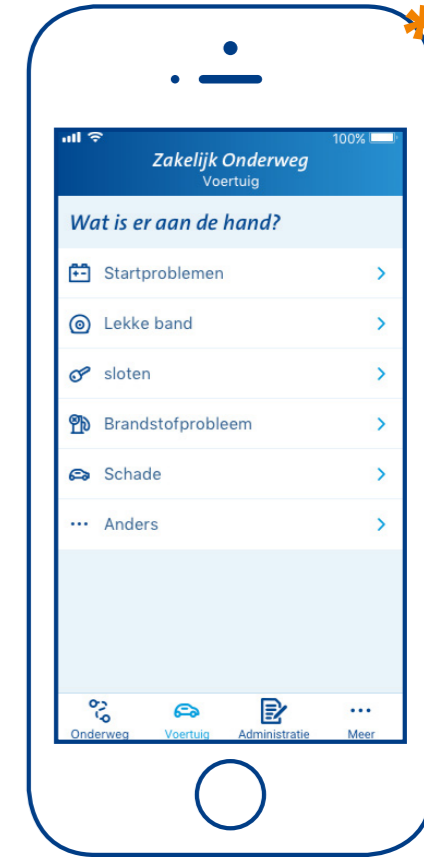 100%
Zakelijk Onderweg
Voertuig
Wat is er aan de hand?
Startproblemen
Lekke band
sloten
Brandstofprobleem
Schade
Anders
Onderweg Voertuig Administratie Meer